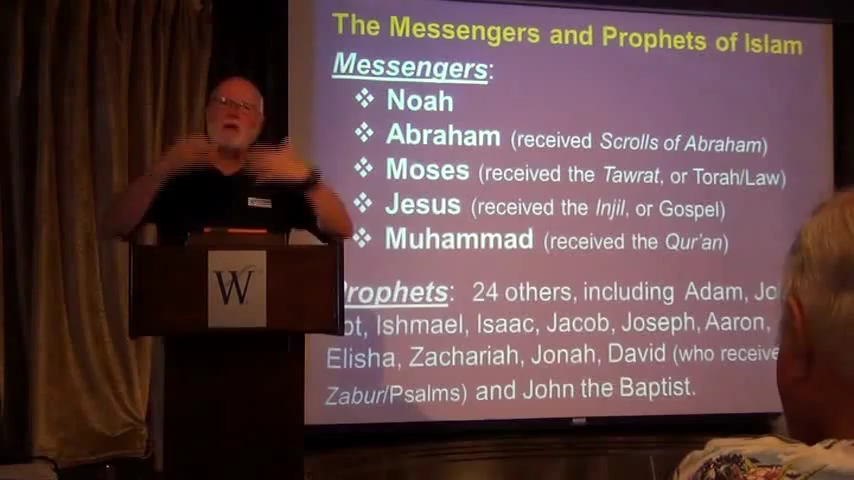 The Messengers and Prophets of Islam
Messengers:
❖ Noah
❖ Abraham (received Scrolls of Abraham)
❖ Moses (received the Tawrat, or Torah/Law)
❖ Jesus (received the Injil, or Gospel)
❖ Muhammad (received the Qur'an)
Prophets: 24 others, including Adam,
Ishmael, Isaac, Jacob, Joseph, Aaron,
Elisha, Zachariah, Jonah, David (who
Zabur/Psalms) and John the Baptist.
W